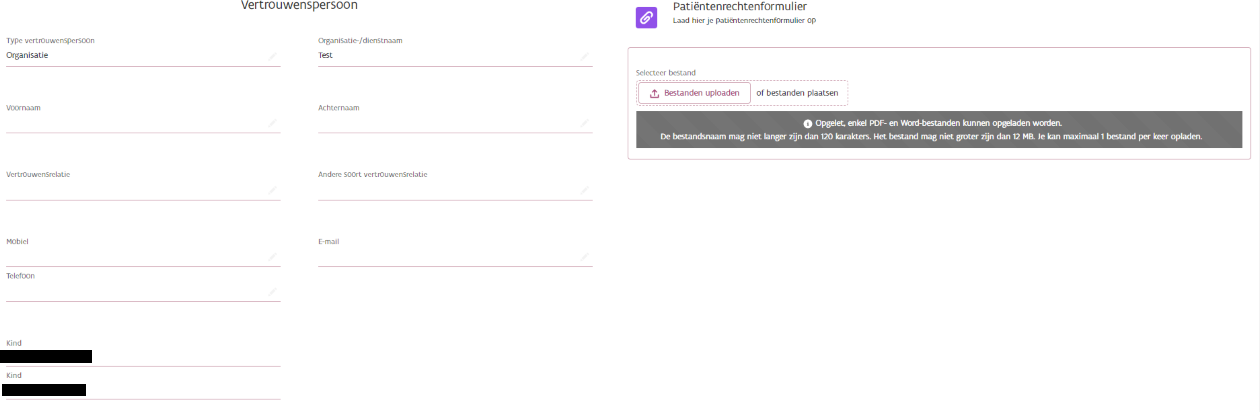 Vertrouwenspersoon
Type vertrouwenspersoon
Organisatie
Organisatie-/dienstnaam
Test
Voornaam
Achternaam
Vertrouwensrelatie
Andere soort vertrouwensrelatie
Mobiel
E-mail
Telefoon
Kind
Kind
Patiëntenrechtenformulier
Laad hier je patiëntenrechtenformulier op
Selecteer bestand
Bestanden uploaden of bestanden plaatsen
Opgelet, enkel PDF- en Word-bestanden kunnen opgeladen worden.
De bestandsnaam mag niet langer zijn dan 120 karakters. Het bestand mag niet groter zijn dan 12 MB. Je kan maximaal 1 bestand per keer opladen.